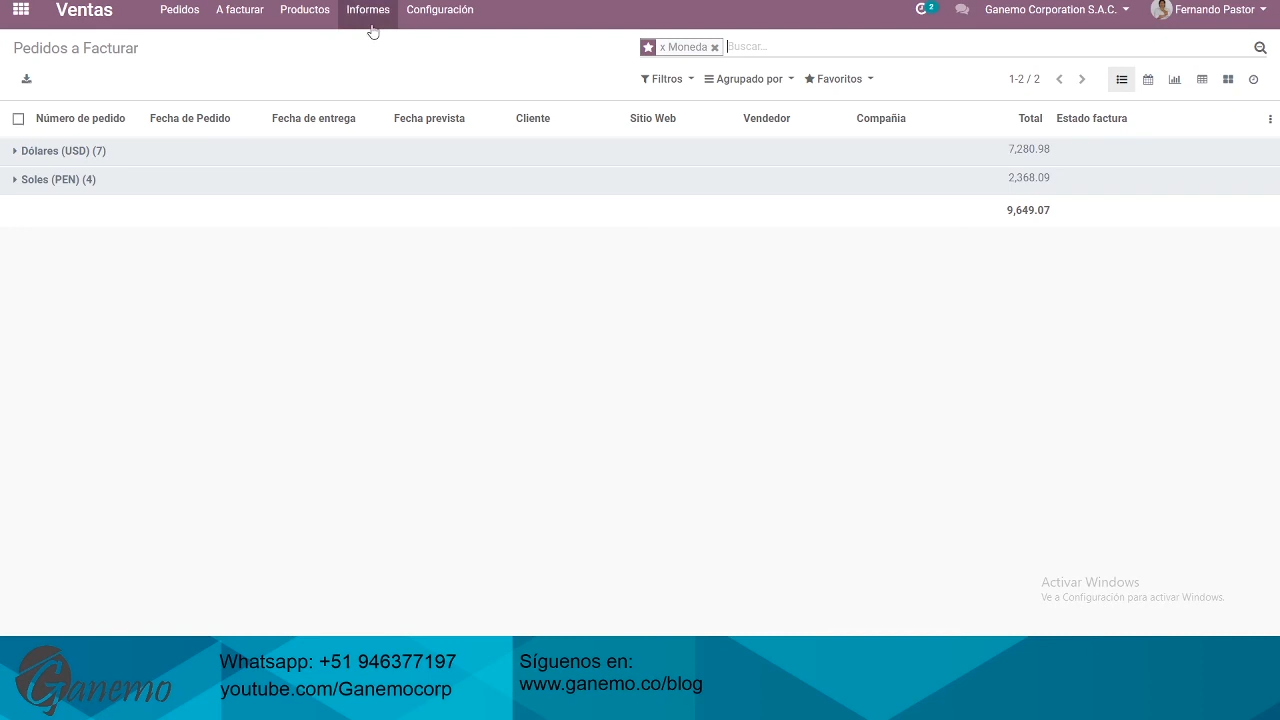 Ventas
Pedidos
A facturar
Productos
Informes
Configuración
2
Ganemo Corporation S.A.C.
Fernando Pastor
Pedidos a Facturar
x Moneda
Buscar...
Filtros
Agrupado por
Favoritos
1-2 / 2
Número de pedido
Fecha de Pedido
Fecha de entrega
Fecha prevista
Cliente
Sitio Web
Vendedor
Compañia
Total
Estado factura
Dólares (USD) (7)
7,280.98
Soles (PEN) (4)
2,368.09
9,649.07
Activar Windows
Ve a Configuración para activar Windows.
Ganemo
Whatsapp: +51 946377197
youtube.com/Ganemocorp
Síguenos en:
www.ganemo.co/blog